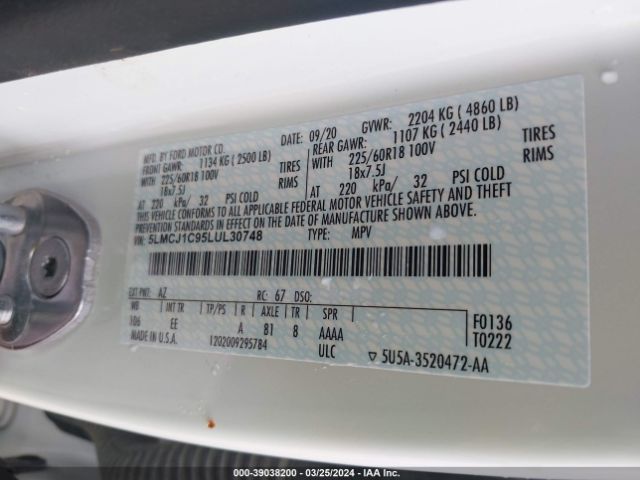 MFD. BY FORD MOTOR CO. DATE: 09/20 GVWR: 2204 KG ( 4860 LB)
FRONT GAWR: 1134 KG ( 2500 LB) REAR GAWR: 1107 KG ( 2440 LB)
WITH 225/60R18 100V TIRES WITH 225/60R18 100V TIRES
18x7.5J RIMS 18x7.5J RIMS
AT 220 kPa/ 32 PSI COLD AT 220 kPa/ 32 PSI COLD
THIS VEHICLE CONFORMS TO ALL APPLICABLE FEDERAL MOTOR VEHICLE SAFETY AND THEFT
PREVENTION STANDARDS IN EFFECT ON THE DATE OF MANUFACTURE SHOWN ABOVE.
VIN: 5LMCJ1C95LUL30748 TYPE: MPV
EXT PNT: AZ RC: 67 DSO:
WB INT TR TP/PS R AXLE TR SPR
106 EE A 81 8 AAAA F0136
MADE IN U.S.A. 1202009295784 ULC T0222
▽ 5U5A-3520472-AA
000-39038200 - 03/25/2024 - IAA Inc.